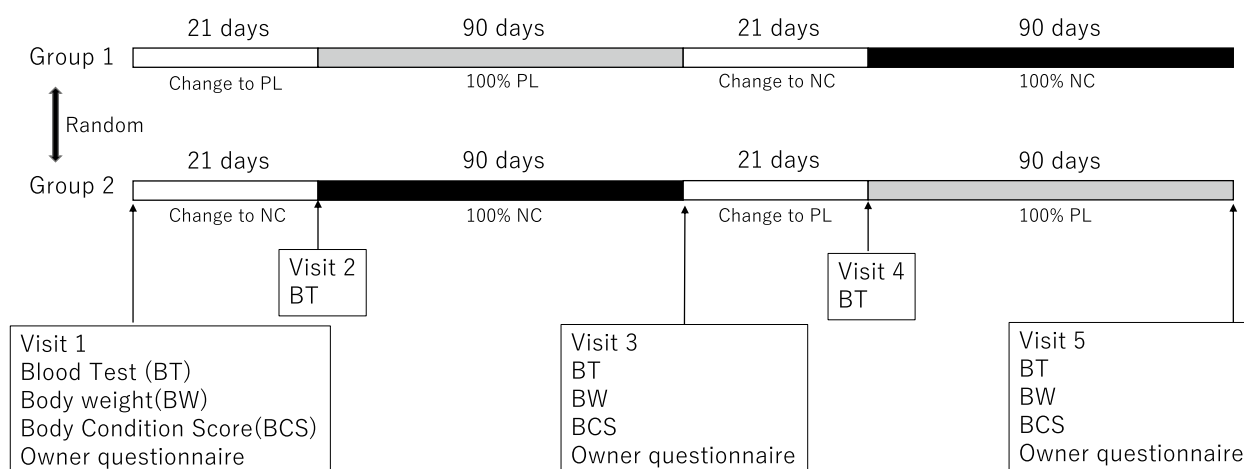 21 days 90 days 21 days 90 days
Group 1
Change to PL 100% PL Change to NC 100% NC
Random
21 days 90 days 21 days 90 days
Group 2
Change to NC 100% NC Change to PL 100% PL
Visit 1
Blood Test (BT)
Body weight(BW)
Body Condition Score(BCS)
Owner questionnaire
Visit 2
BT
Visit 3
BT
BW
BCS
Owner questionnaire
Visit 4
BT
Visit 5
BT
BW
BCS
Owner questionnaire